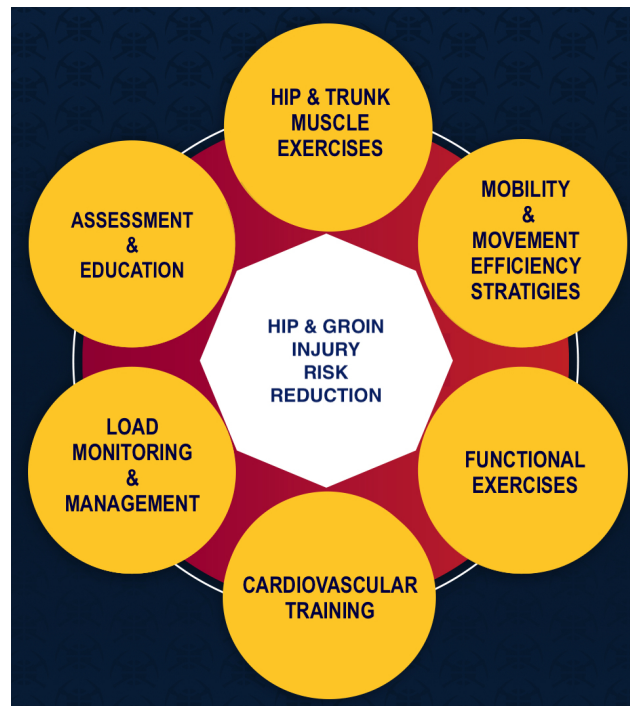 HIP & TRUNK
MUSCLE
EXERCISES
MOBILITY
&
MOVEMENT
EFFICIENCY
STRATIGIES
FUNCTIONAL
EXERCISES
CARDIOVASCULAR
TRAINING
LOAD
MONITORING
&
MANAGEMENT
ASSESSMENT
&
EDUCATION
HIP & GROIN
INJURY
RISK
REDUCTION